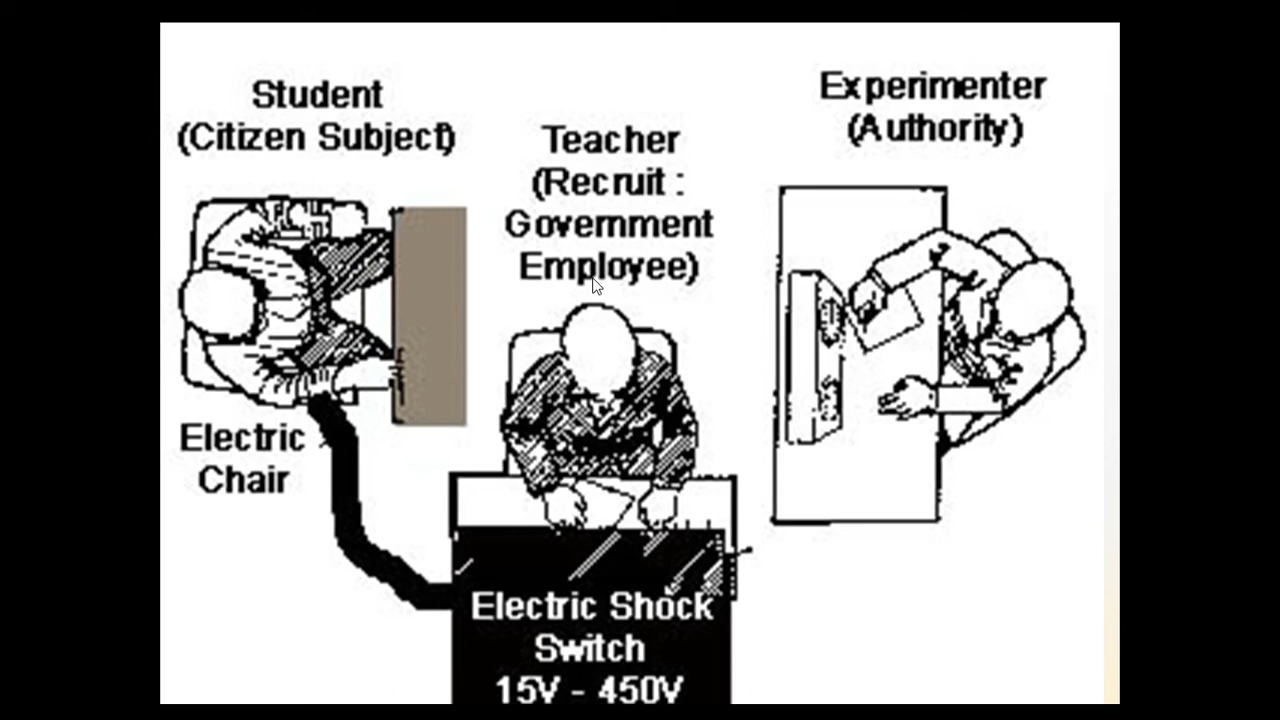 Student
(Citizen Subject)
Teacher
(Recruit :
Government
Employee)
Experimenter
(Authority)
Electric
Chair
Electric Shock
Switch
15V - 450V